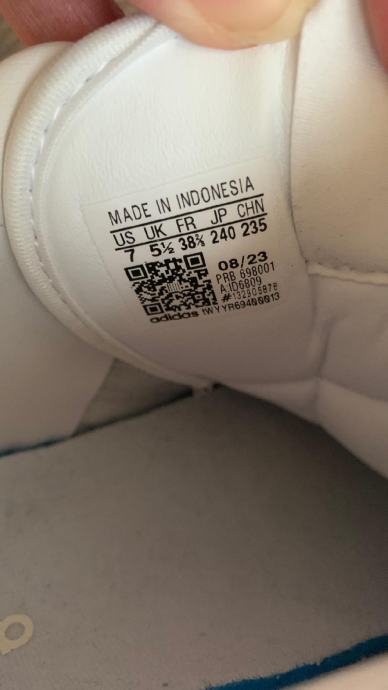 MADE IN INDONESIA
US UK FR JP CHN
7 5½ 38⅔ 240 235
08/23
PRB 698001
A:ID6809
adidas